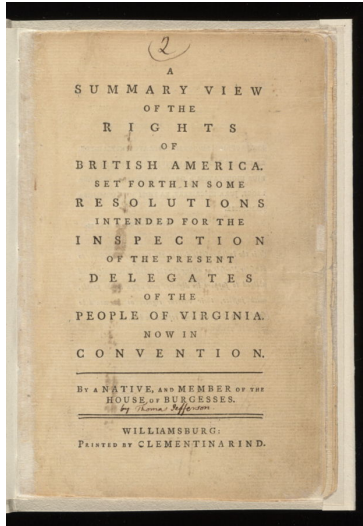 2
A
SUMMARY VIEW
OF THE
RIGHTS
OF
BRITISH AMERICA.
SET FORTH IN SOME
RESOLUTIONS
INTENDED FOR THE
INSPECTION
OF THE PRESENT
DELEGATES
OF THE
PEOPLE OF VIRGINIA.
NOW IN
CONVENTION.
BY A NATIVE, AND MEMBER OF THE
HOUSE OF BURGESSES.
by Thomas Jefferson.
WILLIAMSBURG:
PRINTED BY CLEMENTINARIND.